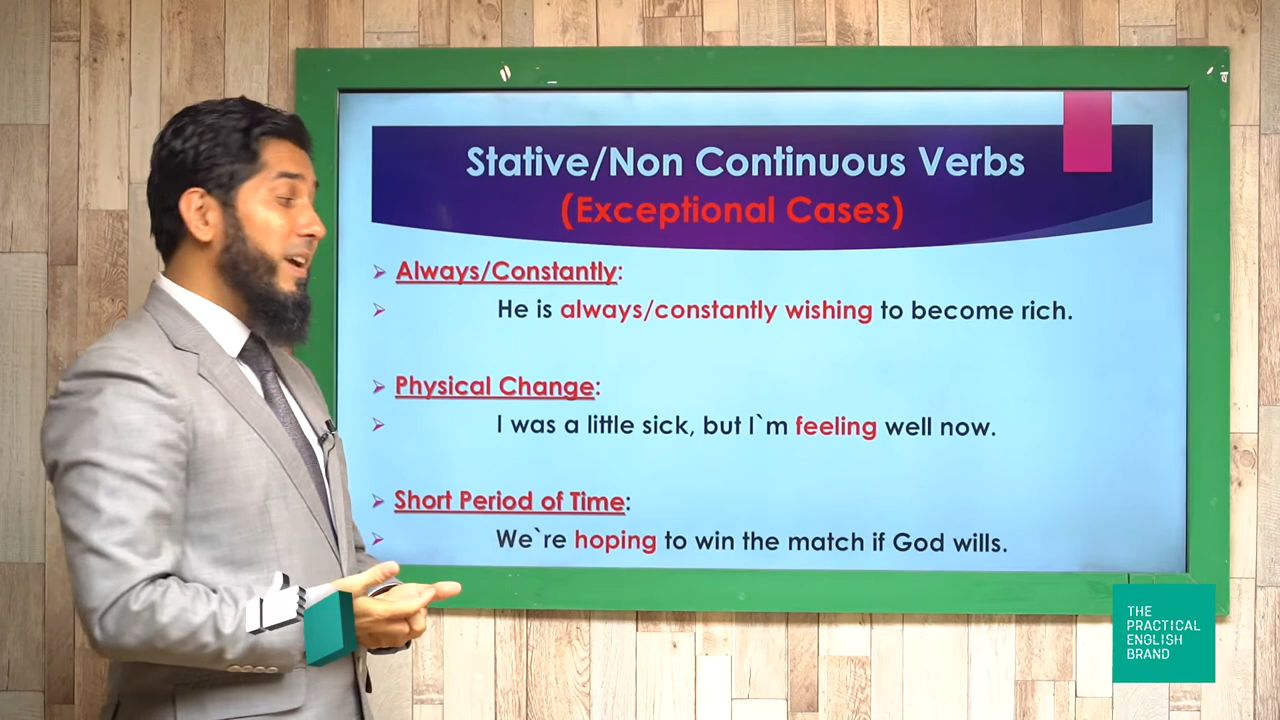 Stative/Non Continuous Verbs
(Exceptional Cases)
➢ Always/Constantly:
➢ He is always/constantly wishing to become rich.
➢ Physical Change:
➢ I was a little sick, but I`m feeling well now.
➢ Short Period of Time:
➢ We`re hoping to win the match if God wills.
THE
PRACTICAL
ENGLISH
BRAND